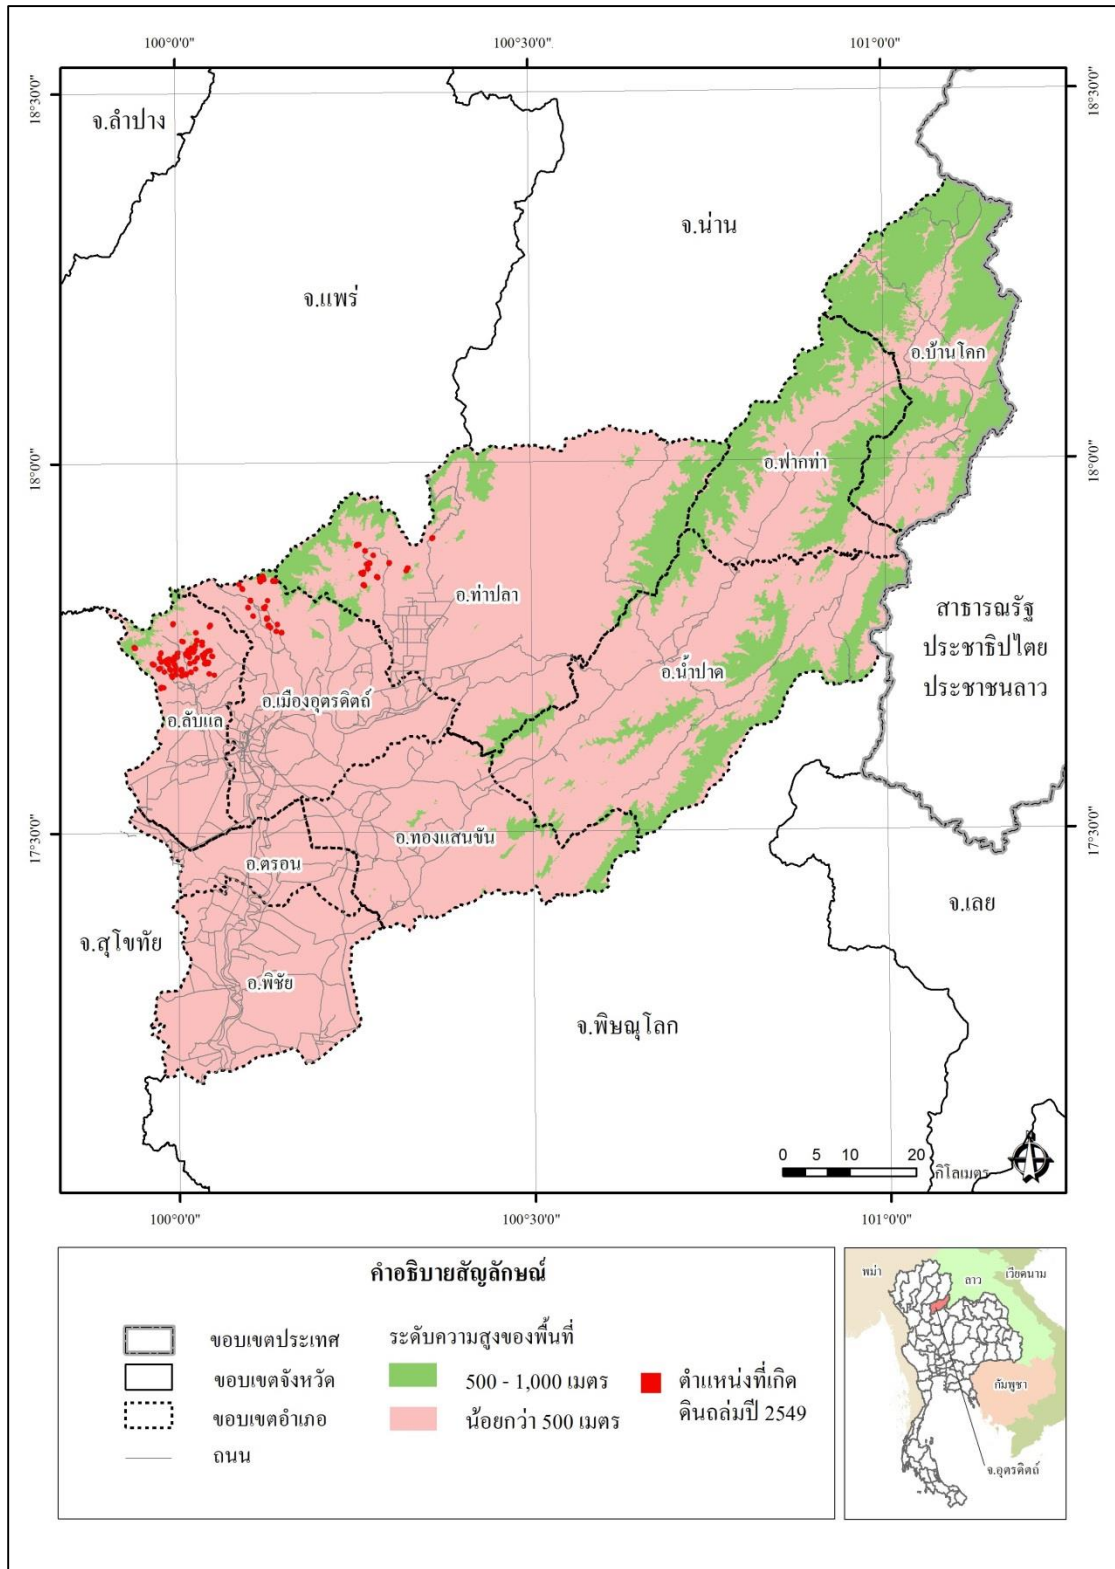 100°0'0" 100°30'0" 101°0'0"
18°30'0" 18°30'0"
จ.ลำปาง
จ.น่าน
จ.แพร่
อ.บ้านโคก
18°0'0" อ.ฟากท่า 18°0'0"
อ.ท่าปลา
สาธารณรัฐ
ประชาธิปไตย
ประชาชนลาว
อ.น้ำปาด
อ.เมืองอุตรดิตถ์
อ.ลับแล
17°30'0" อ.ทองแสนขัน 17°30'0"
อ.ตรอน
จ.เลย
จ.สุโขทัย
อ.พิชัย
จ.พิษณุโลก
0 5 10 20
กิโลเมตร
100°0'0" 100°30'0" 101°0'0"
คำอธิบายสัญลักษณ์
ขอบเขตประเทศ
ขอบเขตจังหวัด
ขอบเขตอำเภอ
ถนน
ระดับความสูงของพื้นที่
500 - 1,000 เมตร
น้อยกว่า 500 เมตร
ตำแหน่งที่เกิด
ดินถล่มปี 2549
พม่า
ลาว
เวียดนาม
กัมพูชา
จ.อุตรดิตถ์